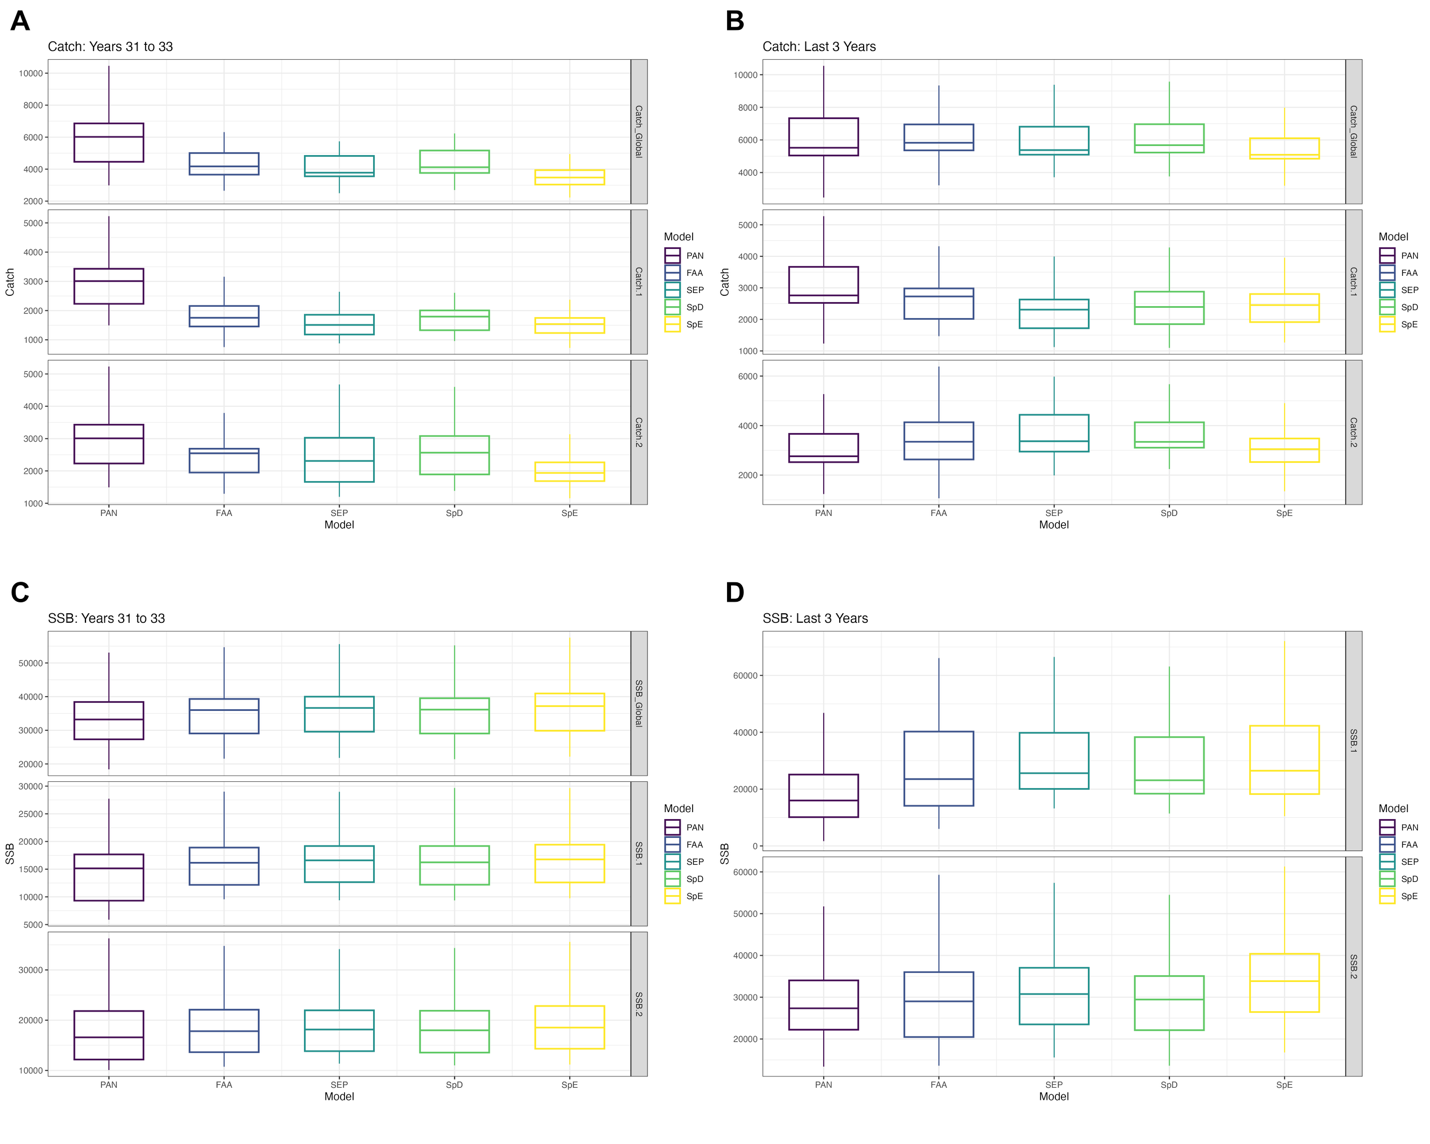 A
Catch: Years 31 to 33
10000
8000
6000
4000
2000
Catch_Global
5000
4000
3000
2000
1000
Catch.1
5000
4000
3000
2000
1000
Catch.2
Catch
PAN FAA SEP SpD SpE
Model
Model
PAN
FAA
SEP
SpD
SpE
B
Catch: Last 3 Years
10000
8000
6000
4000
Catch_Global
5000
4000
3000
2000
1000
Catch.1
6000
4000
2000
Catch.2
Catch
PAN FAA SEP SpD SpE
Model
Model
PAN
FAA
SEP
SpD
SpE
C
SSB: Years 31 to 33
50000
40000
30000
20000
SSB_Global
30000
25000
20000
15000
10000
5000
SSB.1
30000
20000
10000
SSB.2
SSB
PAN FAA SEP SpD SpE
Model
Model
PAN
FAA
SEP
SpD
SpE
D
SSB: Last 3 Years
60000
40000
20000
0
SSB.1
60000
50000
40000
30000
20000
SSB.2
SSB
PAN FAA SEP SpD SpE
Model
Model
PAN
FAA
SEP
SpD
SpE